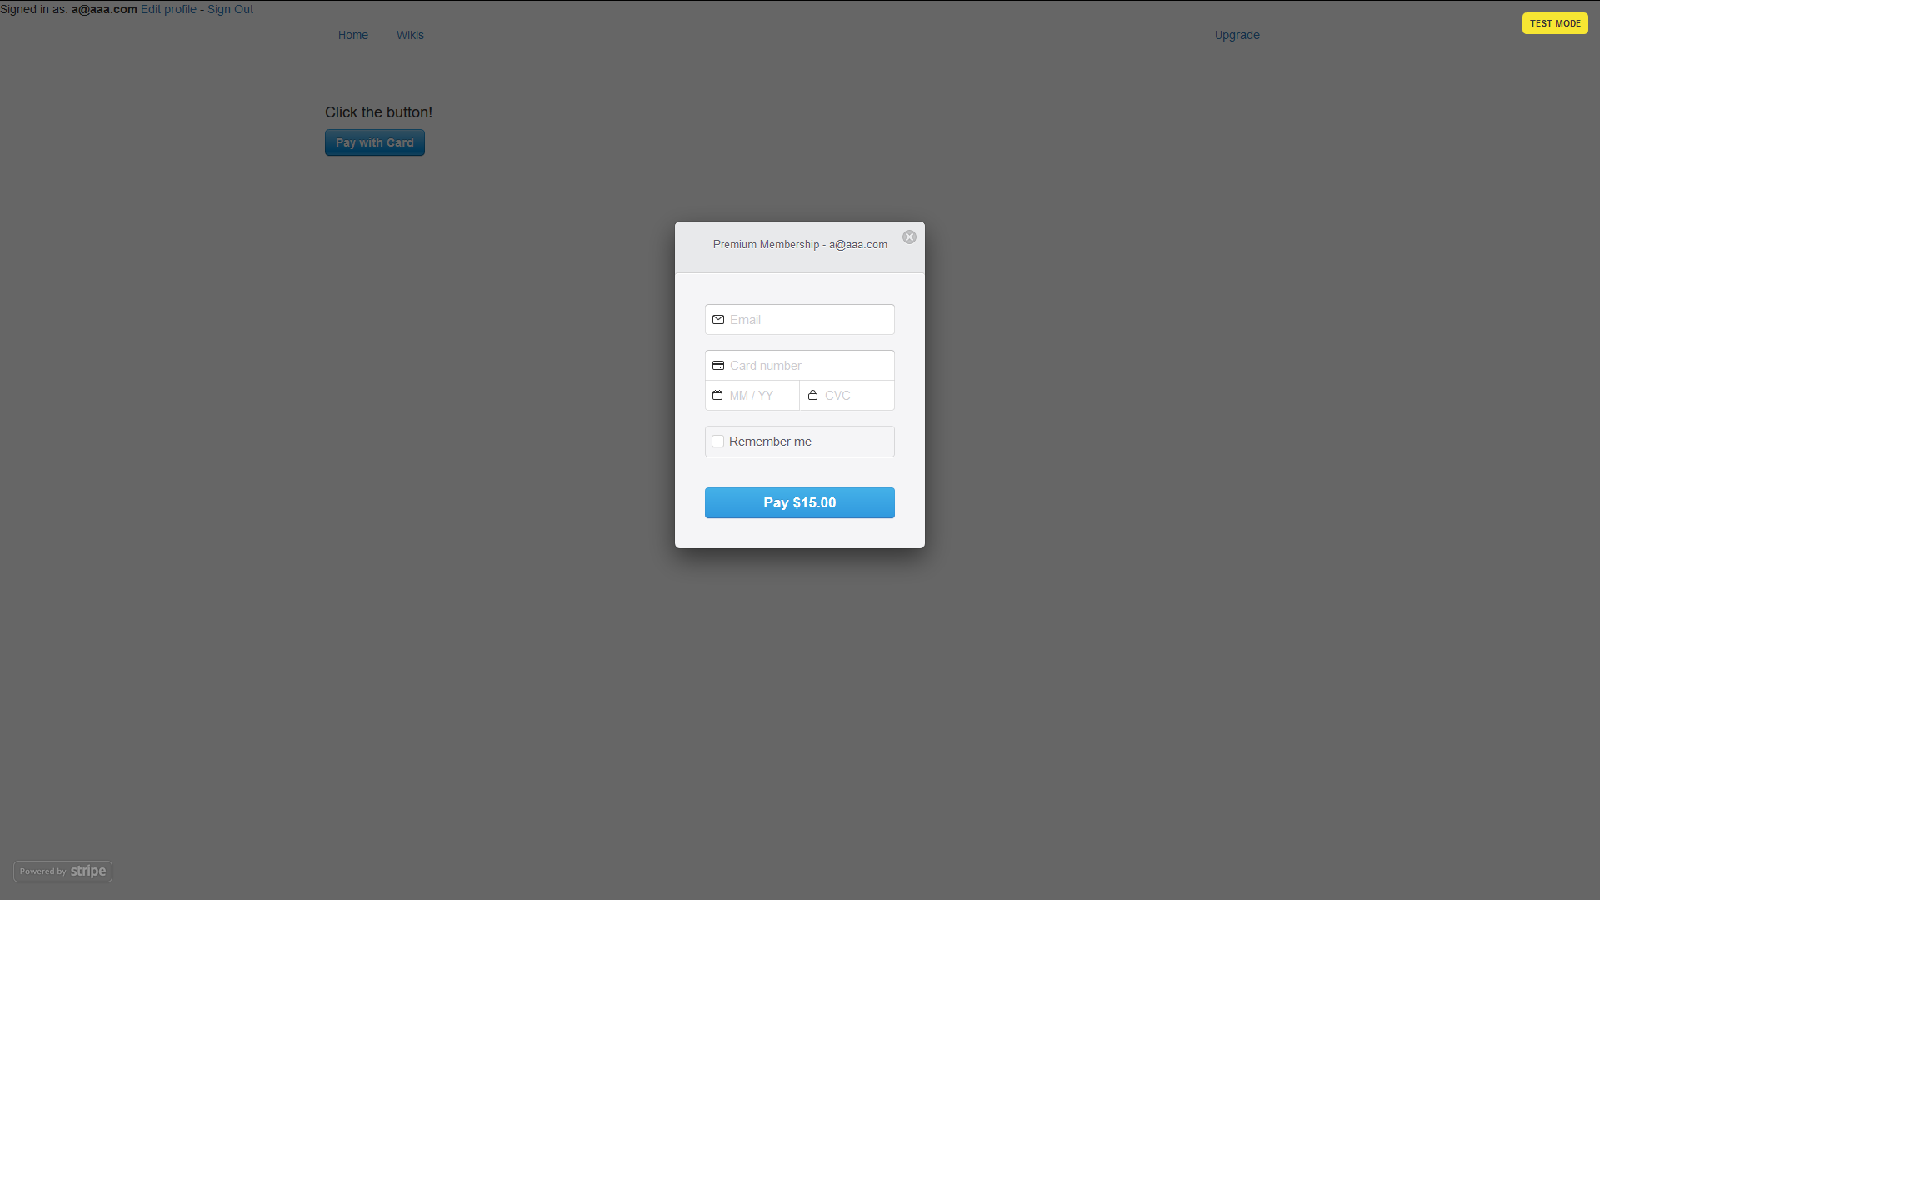 Signed in as: a@aaa.com Edit profile - Sign Out
TEST MODE
Home Wikis Upgrade
Click the button!
Pay with Card
Premium Membership - a@aaa.com
Email
Card number
MM / YY CVC
Remember me
Pay $15.00
Powered by stripe